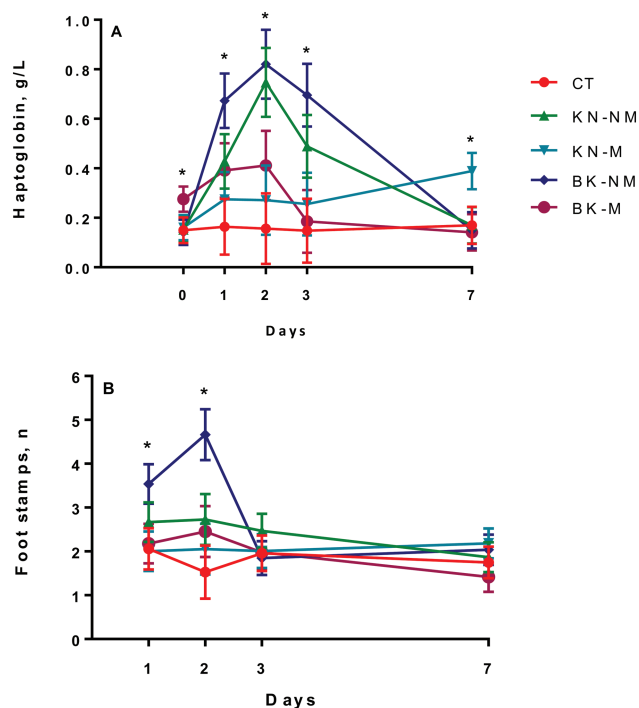 A
Haptoglobin, g/L
1.0
0.8
0.6
0.4
0.2
0.0
* * * * *
0 1 2 3 7
Days
CT
KN-NM
KN-M
BK-NM
BK-M
B
Foot stamps, n
6
5
4
3
2
1
0
* *
1 2 3 7
Days